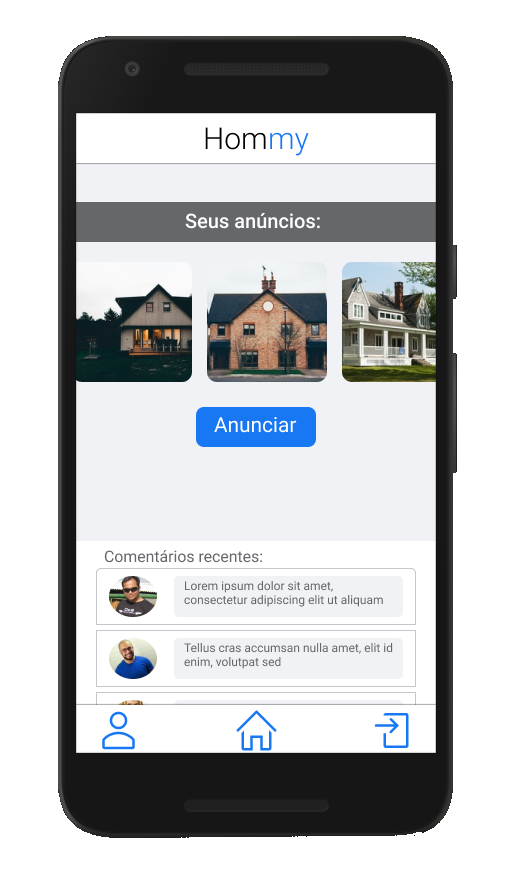 Hommy
Seus anúncios:
Anunciar
Comentários recentes:
Lorem ipsum dolor sit amet,
consectetur adipiscing elit ut aliquam
Tellus cras accumsan nulla amet, elit id
enim, volutpat sed